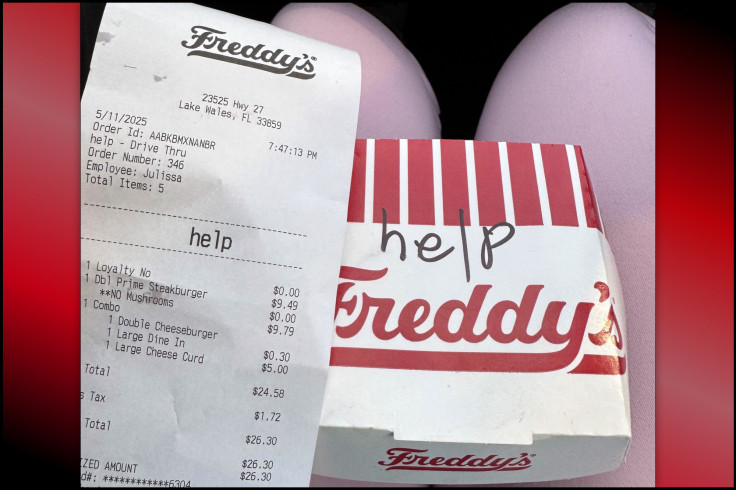 Freddy's
23525 Hwy 27
Lake Wales, FL 33859
5/11/2025 7:47:13 PM
Order Id: AABKBMXNANBR
help - Drive Thru
Order Number: 346
Employee: Julissa
Total Items: 5
help
1 Loyalty No $0.00
1 Dbl Prime Steakburger $9.49
**NO Mushrooms $0.00
1 Combo $9.79
1 Double Cheeseburger
1 Large Dine In $0.30
1 Large Cheese Curd $5.00
Total $24.58
s Tax $1.72
Total $26.30
IZED AMOUNT $26.30
d#: ************6304 $26.30
help
Freddy's
Freddy's